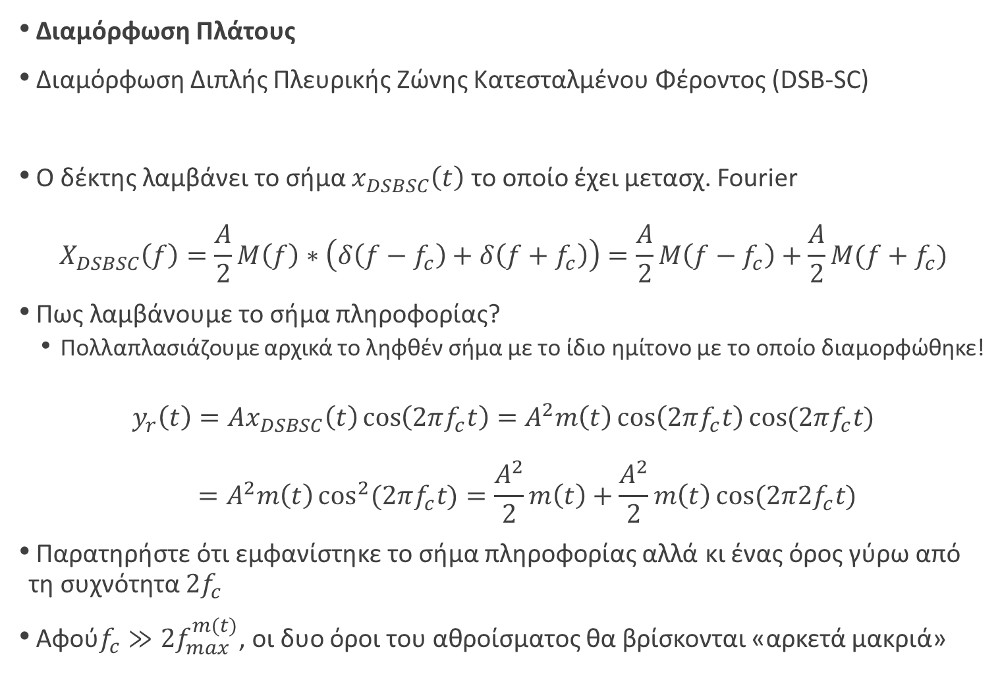 • Διαμόρφωση Πλάτους
• Διαμόρφωση Διπλής Πλευρικής Ζώνης Κατεσταλμένου Φέροντος (DSB-SC)
• Ο δέκτης λαμβάνει το σήμα $x_{DSBSC}(t)$ το οποίο έχει μετασχ. Fourier
$X_{DSBSC}(f) = \frac{A}{2} M(f) * (\delta(f - f_c) + \delta(f + f_c)) = \frac{A}{2} M(f - f_c) + \frac{A}{2} M(f + f_c)$
• Πως λαμβάνουμε το σήμα πληροφορίας?
• Πολλαπλασιάζουμε αρχικά το ληφθέν σήμα με το ίδιο ημίτονο με το οποίο διαμορφώθηκε!
$y_r(t) = A x_{DSBSC}(t) \cos(2\pi f_c t) = A^2 m(t) \cos(2\pi f_c t) \cos(2\pi f_c t)$
$= A^2 m(t) \cos^2(2\pi f_c t) = \frac{A^2}{2} m(t) + \frac{A^2}{2} m(t) \cos(2\pi 2 f_c t)$
• Παρατηρήστε ότι εμφανίστηκε το σήμα πληροφορίας αλλά κι ένας όρος γύρω από
τη συχνότητα $2f_c$
• Αφού $f_c \gg 2f_{max}^{m(t)}$, οι δυο όροι του αθροίσματος θα βρίσκονται «αρκετά μακριά»